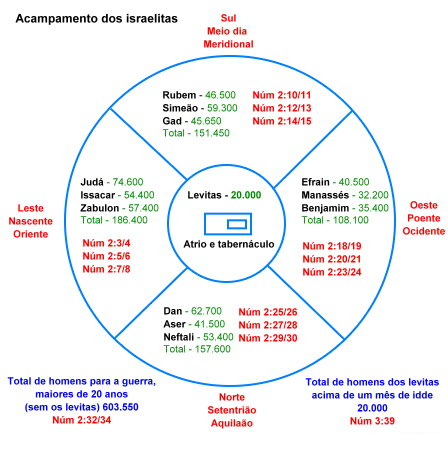 Acampamento dos israelitas
Sul
Meio dia
Meridional
Rubem - 46.500 Núm 2:10/11
Simeão - 59.300 Núm 2:12/13
Gad - 45.650 Núm 2:14/15
Total - 151.450
Judá - 74.600
Issacar - 54.400
Zabulon - 57.400
Total - 186.400
Núm 2:3/4
Núm 2:5/6
Núm 2:7/8
Leste
Nascente
Oriente
Levitas - 20.000
Atrio e tabernáculo
Efrain - 40.500
Manassés - 32.200
Benjamim - 35.400
Total - 108.100
Núm 2:18/19
Núm 2:20/21
Núm 2:23/24
Oeste
Poente
Ocidente
Dan - 62.700 Núm 2:25/26
Aser - 41.500 Núm 2:27/28
Neftali - 53.400 Núm 2:29/30
Total - 157.600
Total de homens para a guerra,
maiores de 20 anos
(sem os levitas) 603.550
Núm 2:32/34
Norte
Setentrião
Aquilaão
Total de homens dos levitas
acima de um mês de idde
20.000
Núm 3:39